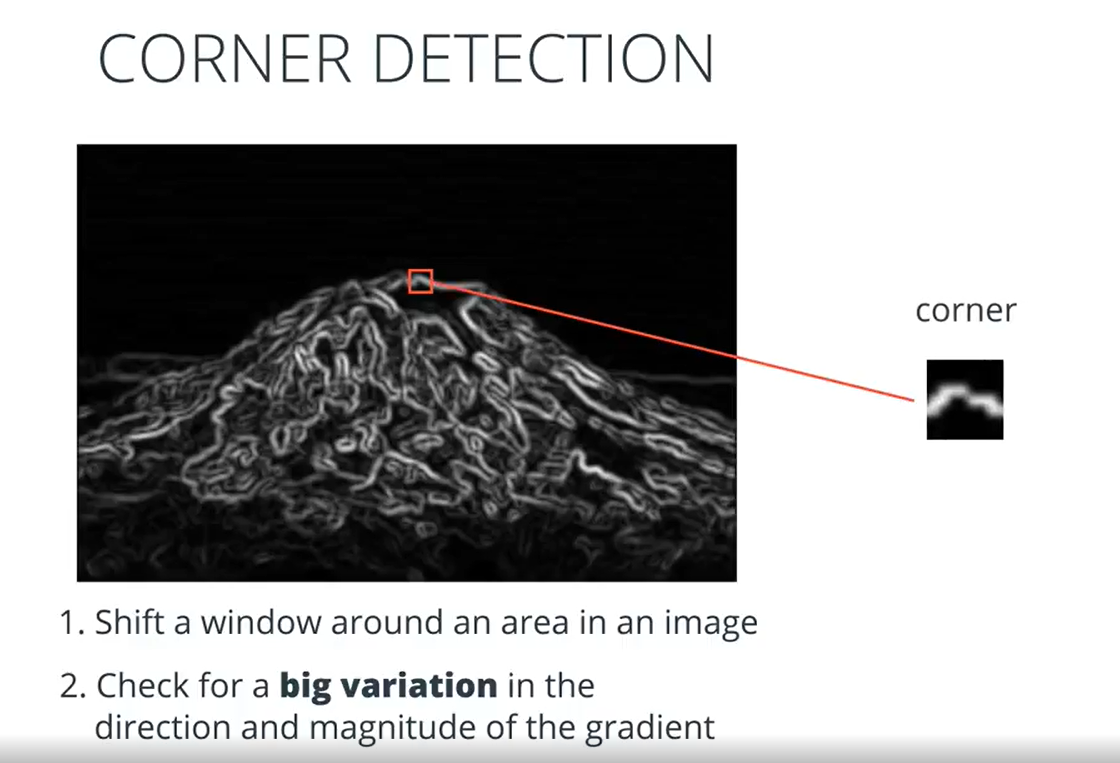 CORNER DETECTION
corner
1. Shift a window around an area in an image
2. Check for a big variation in the
direction and magnitude of the gradient